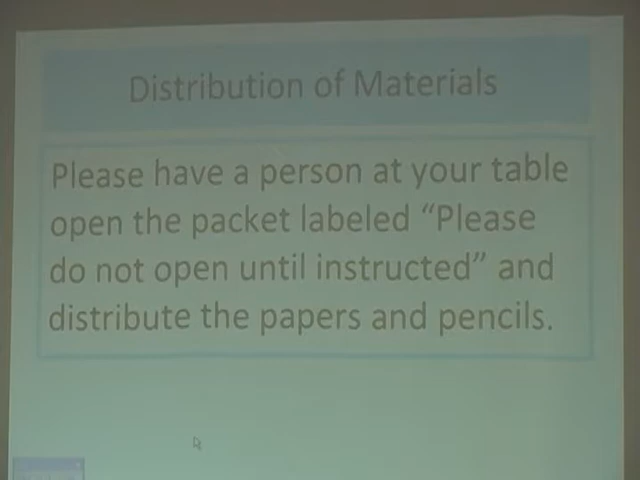 Distribution of Materials
Please have a person at your table
open the packet labeled “Please
do not open until instructed” and
distribute the papers and pencils.